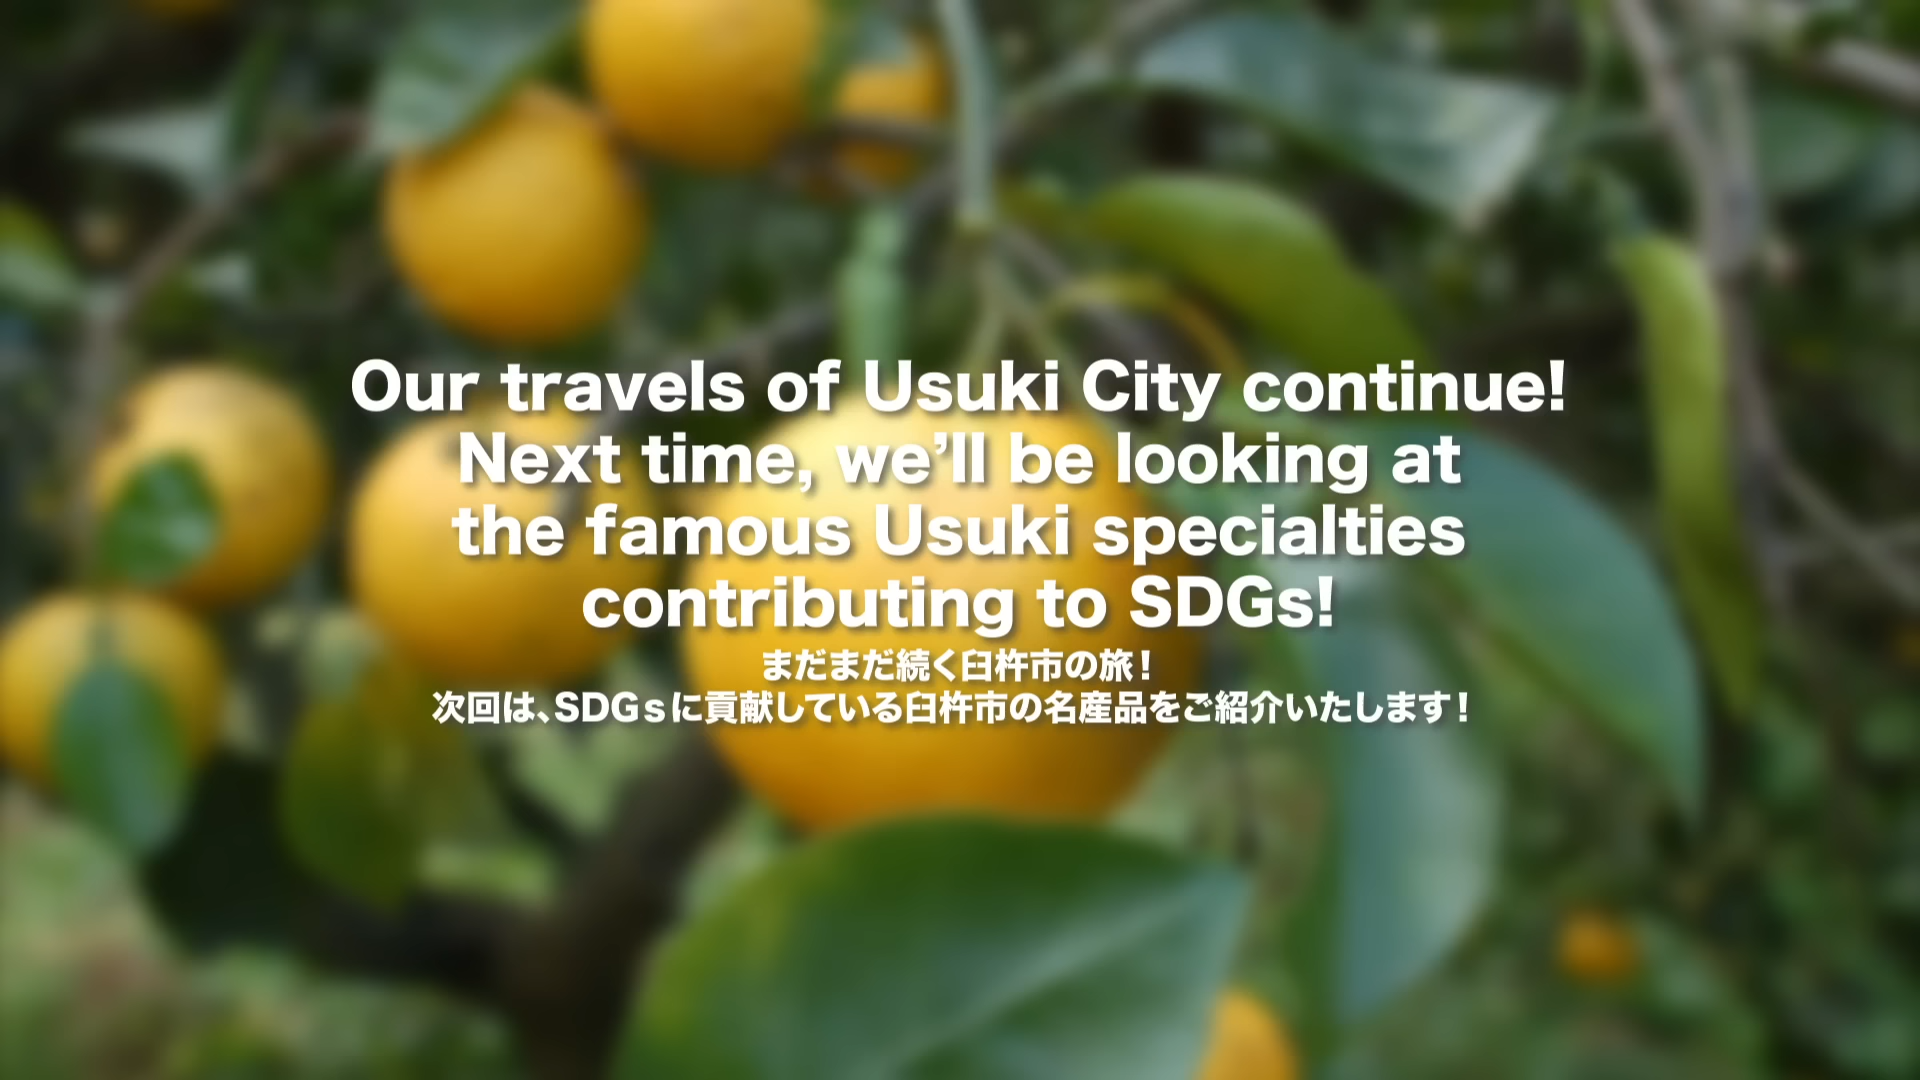 Our travels of Usuki City continue!
Next time, we’ll be looking at
the famous Usuki specialties
contributing to SDGs!
まだまだ続く臼杵市の旅！
次回は、SDGｓに貢献している臼杵市の名産品をご紹介いたします！